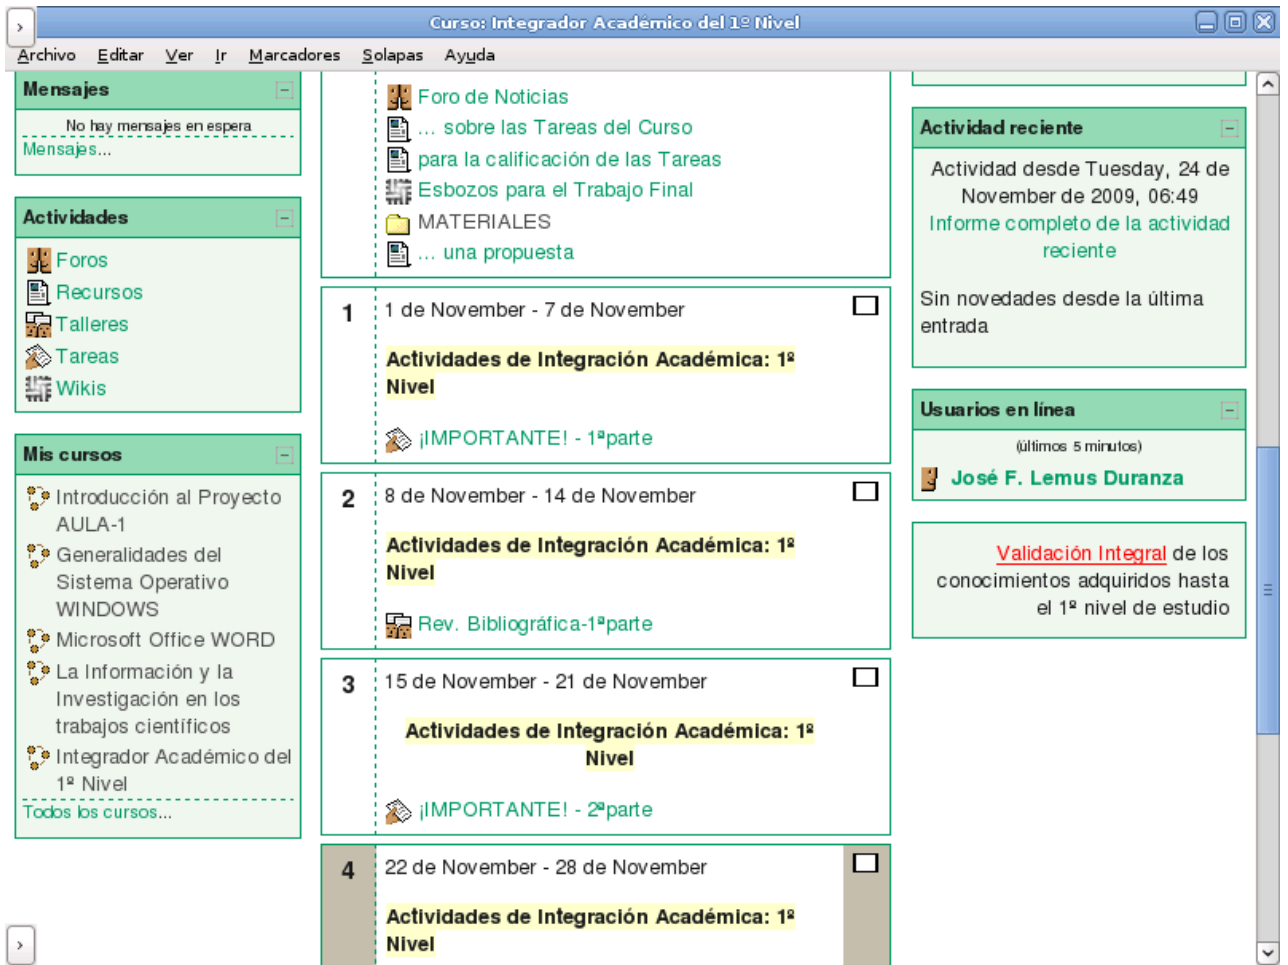 Curso: Integrador Académico del 1º Nivel
Archivo Editar Ver Ir Marcadores Solapas Ayuda
Mensajes
No hay mensajes en espera
Mensajes...
Actividades
Foros
Recursos
Talleres
Tareas
Wikis
Mis cursos
Introducción al Proyecto
AULA-1
Generalidades del
Sistema Operativo
WINDOWS
Microsoft Office WORD
La Información y la
Investigación en los
trabajos científicos
Integrador Académico del
1º Nivel
Todos los cursos...
Foro de Noticias
... sobre las Tareas del Curso
para la calificación de las Tareas
Esbozos para el Trabajo Final
MATERIALES
... una propuesta
1
1 de November - 7 de November
Actividades de Integración Académica: 1º
Nivel
¡IMPORTANTE! - 1ªparte
2
8 de November - 14 de November
Actividades de Integración Académica: 1º
Nivel
Rev. Bibliográfica-1ªparte
3
15 de November - 21 de November
Actividades de Integración Académica: 1º
Nivel
¡IMPORTANTE! - 2ªparte
4
22 de November - 28 de November
Actividades de Integración Académica: 1º
Nivel
Actividad reciente
Actividad desde Tuesday, 24 de
November de 2009, 06:49
Informe completo de la actividad
reciente
Sin novedades desde la última
entrada
Usuarios en línea
(últimos 5 minutos)
José F. Lemus Duranza
Validación Integral de los
conocimientos adquiridos hasta
el 1º nivel de estudio